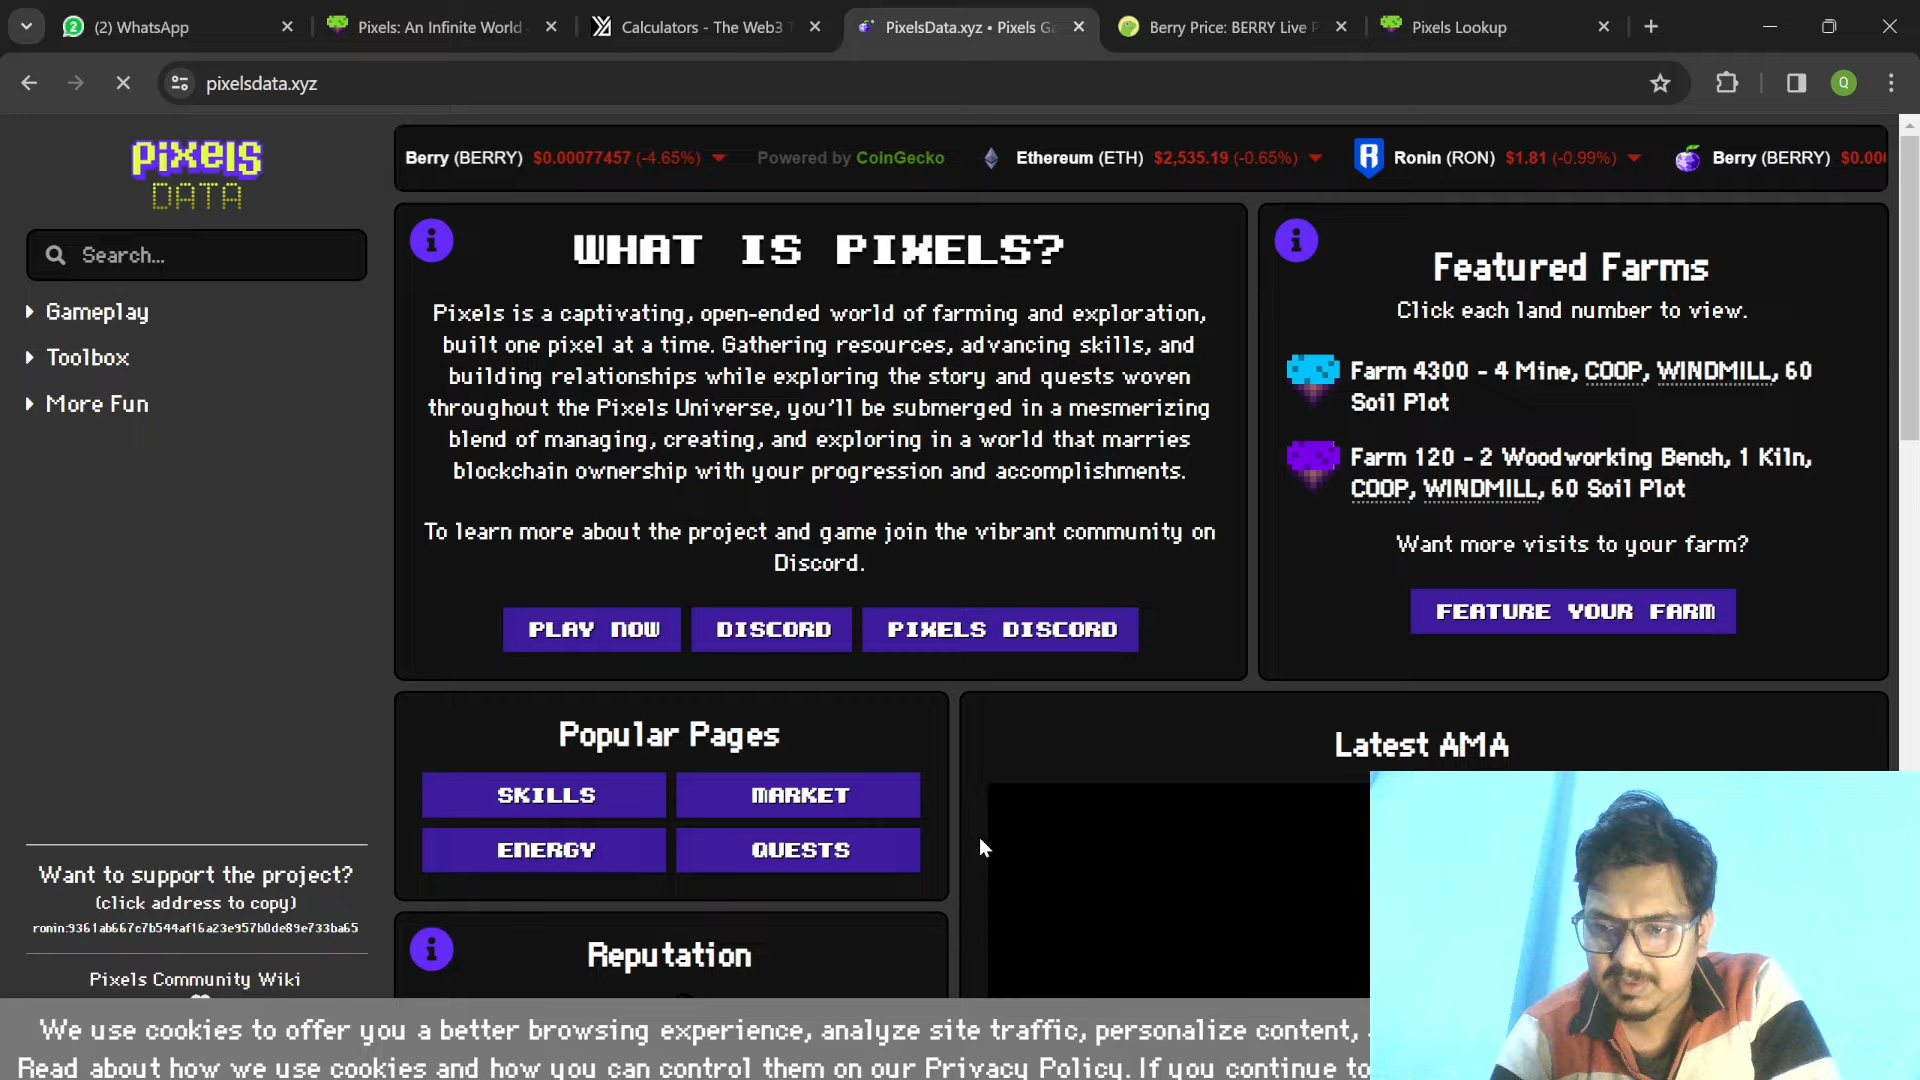 (2) WhatsApp
Pixels: An Infinite World
Calculators - The Web3 T
PixelsData.xyz • Pixels Ga
Berry Price: BERRY Live P
Pixels Lookup
pixelsdata.xyz
Q
pixels
DATA
Search...
Gameplay
Toolbox
More Fun
Berry (BERRY) $0.00077457 (-4.65%) Powered by CoinGecko Ethereum (ETH) $2,535.19 (-0.65%) Ronin (RON) $1.81 (-0.99%) Berry (BERRY) $0.00
WHAT IS PIXELS?
Pixels is a captivating, open-ended world of farming and exploration,
built one pixel at a time. Gathering resources, advancing skills, and
building relationships while exploring the story and quests woven
throughout the Pixels Universe, you'll be submerged in a mesmerizing
blend of managing, creating, and exploring in a world that marries
blockchain ownership with your progression and accomplishments.
To learn more about the project and game join the vibrant community on
Discord.
PLAY NOW DISCORD PIXELS DISCORD
Featured Farms
Click each land number to view.
Farm 4300 - 4 Mine, COOP, WINDMILL, 60
Soil Plot
Farm 120 - 2 Woodworking Bench, 1 Kiln,
COOP, WINDMILL, 60 Soil Plot
Want more visits to your farm?
FEATURE YOUR FARM
Popular Pages
SKILLS MARKET
ENERGY QUESTS
Latest AMA
Reputation
Want to support the project?
(click address to copy)
ronin:9361ab667c7b544af16a23e957b0de89e733ba65
Pixels Community Wiki
We use cookies to offer you a better browsing experience, analyze site traffic, personalize content,
Read about how we use cookies and how you can control them on our Privacy Policy. If you continue to